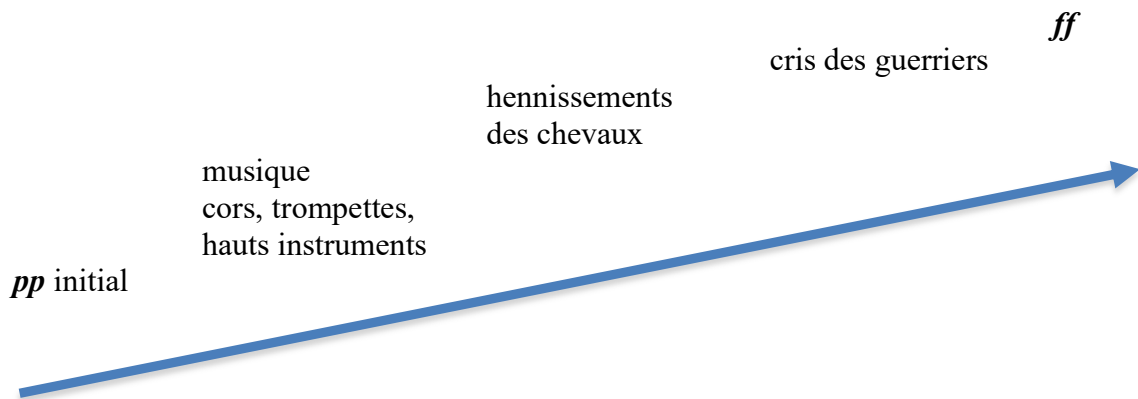 ff
cris des guerriers
hennissements
des chevaux
musique
cors, trompettes,
hauts instruments
pp initial